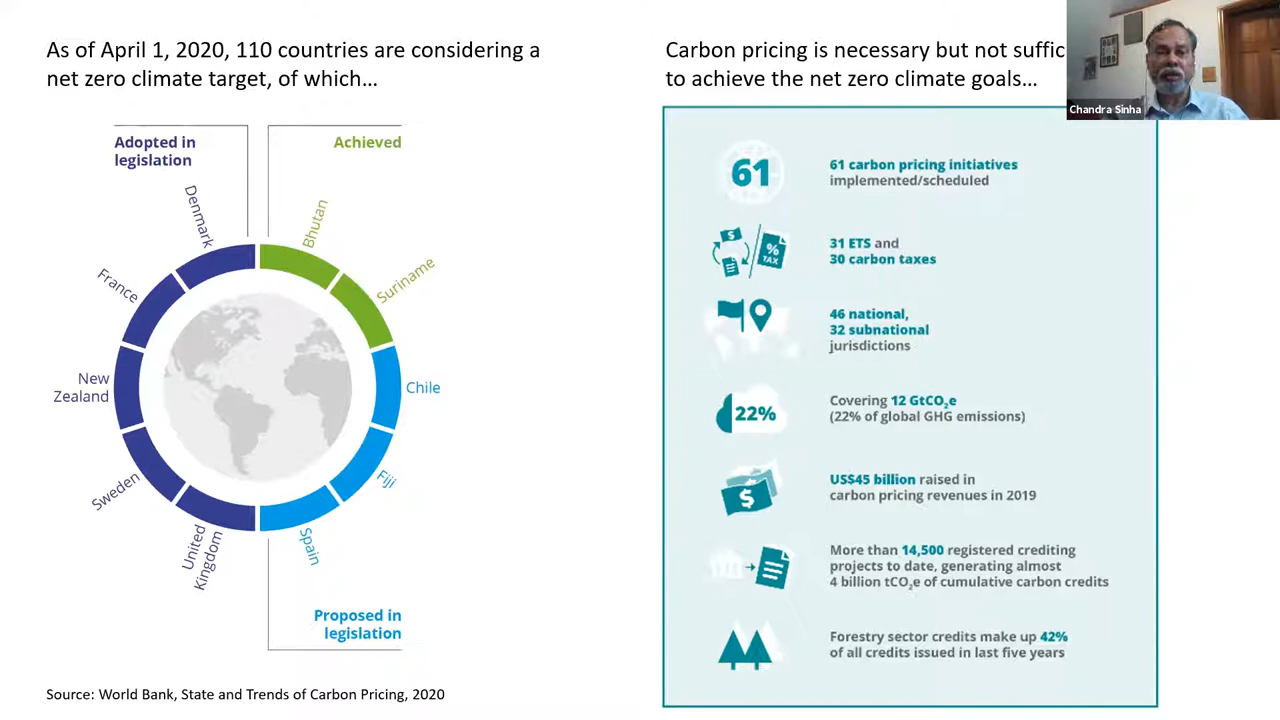 As of April 1, 2020, 110 countries are considering a
net zero climate target, of which…
Adopted in
legislation
Achieved
Denmark
Bhutan
France
Suriname
New
Zealand
Chile
Sweden
Fiji
United
Kingdom
Spain
Proposed in
legislation
Source: World Bank, State and Trends of Carbon Pricing, 2020
Carbon pricing is necessary but not suffic
to achieve the net zero climate goals…
Chandra Sinha
61
61 carbon pricing initiatives
implemented/scheduled
$
%
TAX
31 ETS and
30 carbon taxes
46 national,
32 subnational
jurisdictions
22%
Covering 12 GtCO₂e
(22% of global GHG emissions)
$
US$45 billion raised in
carbon pricing revenues in 2019
More than 14,500 registered crediting
projects to date, generating almost
4 billion tCO₂e of cumulative carbon credits
Forestry sector credits make up 42%
of all credits issued in last five years